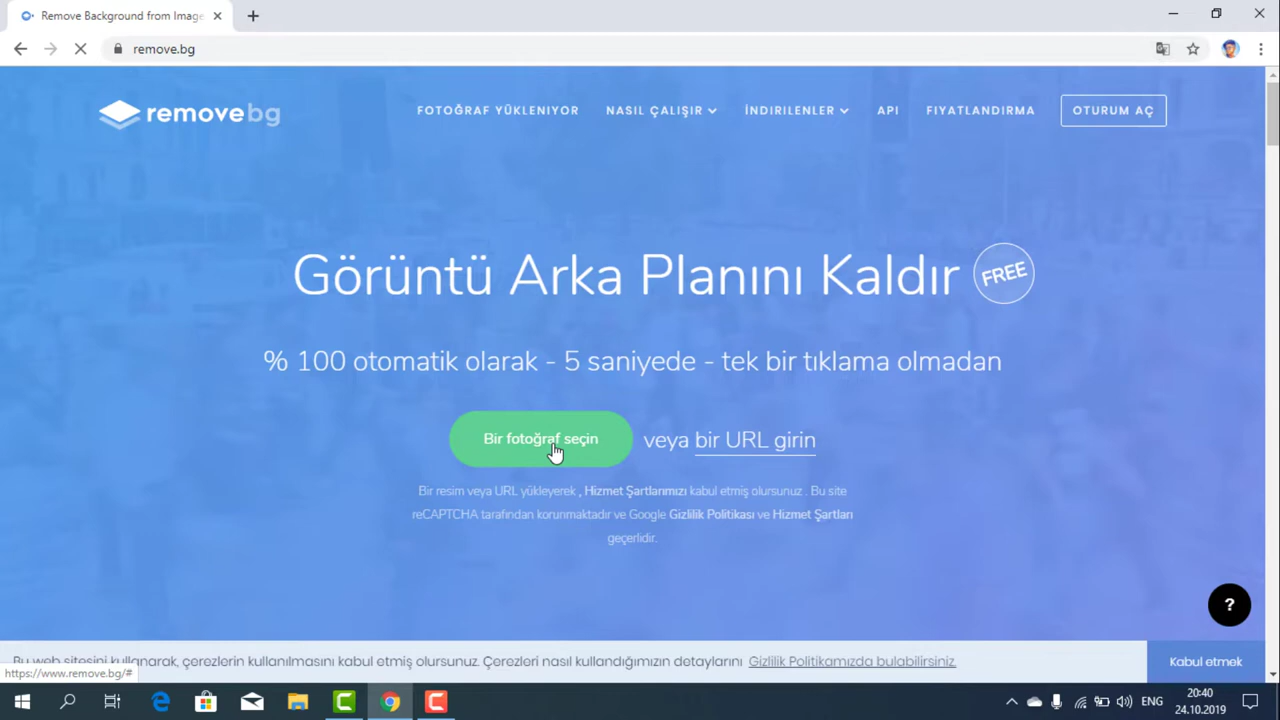 Remove Background from Image
remove.bg
removebg
FOTOĞRAF YÜKLENIYOR
NASIL ÇALIŞIR
İNDIRILENLER
API
FIYATLANDIRMA
OTURUM AÇ
Görüntü Arka Planını Kaldır
FREE
% 100 otomatik olarak - 5 saniyede - tek bir tıklama olmadan
Bir fotoğraf seçin
veya bir URL girin
Bir resim veya URL yükleyerek , Hizmet Şartlarımızı kabul etmiş olursunuz . Bu site
reCAPTCHA tarafından korunmaktadır ve Google Gizlilik Politikası ve Hizmet Şartları
geçerlidir.
?
Bu web sitesini kullanarak, çerezlerin kullanılmasını kabul etmiş olursunuz. Çerezleri nasıl kullandığımızın detaylarını Gizlilik Politikamızda bulabilirsiniz.
Kabul etmek
https://www.remove.bg/#
ENG
20:40
24.10.2019